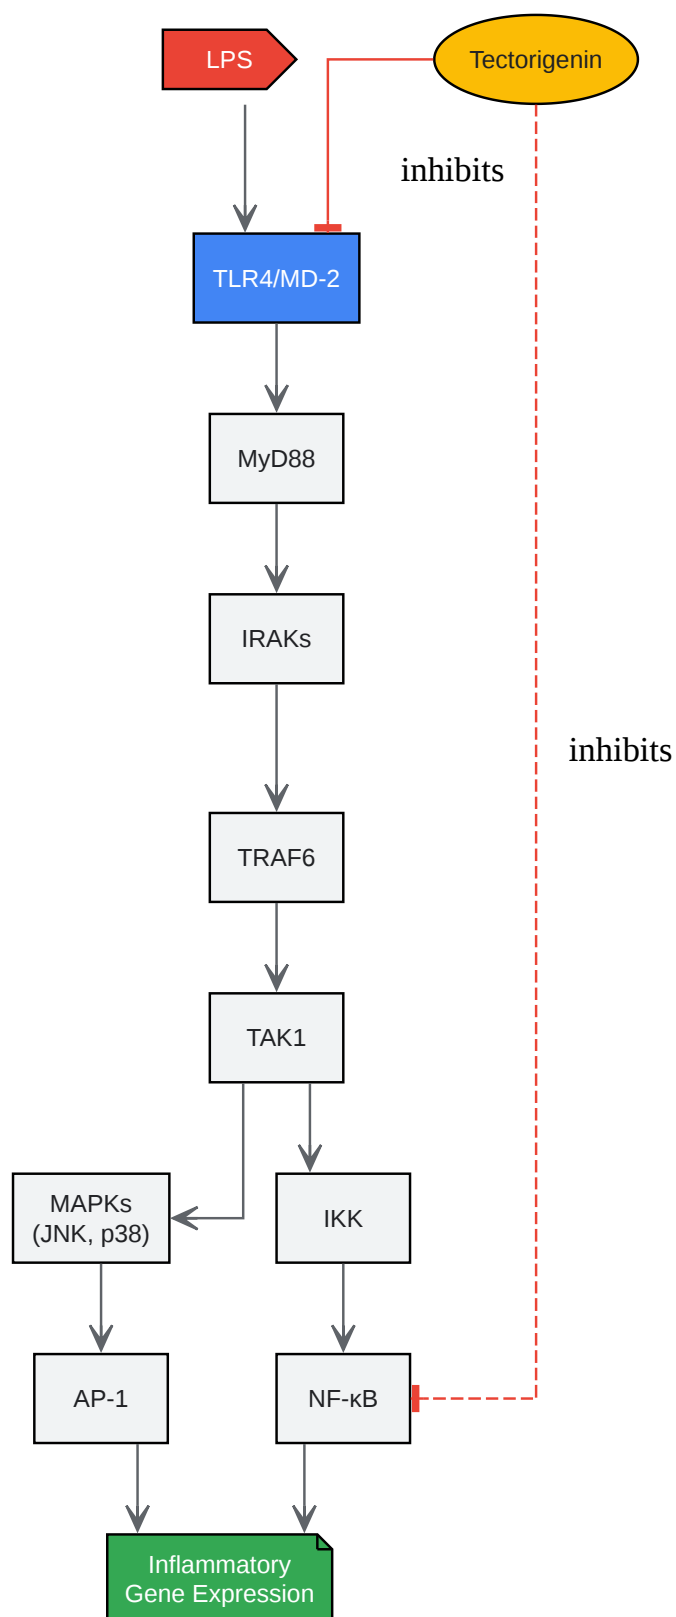 LPS
Tectorigenin
inhibits
TLR4/MD-2
MyD88
IRAKs
inhibits
TRAF6
TAK1
MAPKs
(JNK, p38)
IKK
AP-1
NF-κB
Inflammatory
Gene Expression